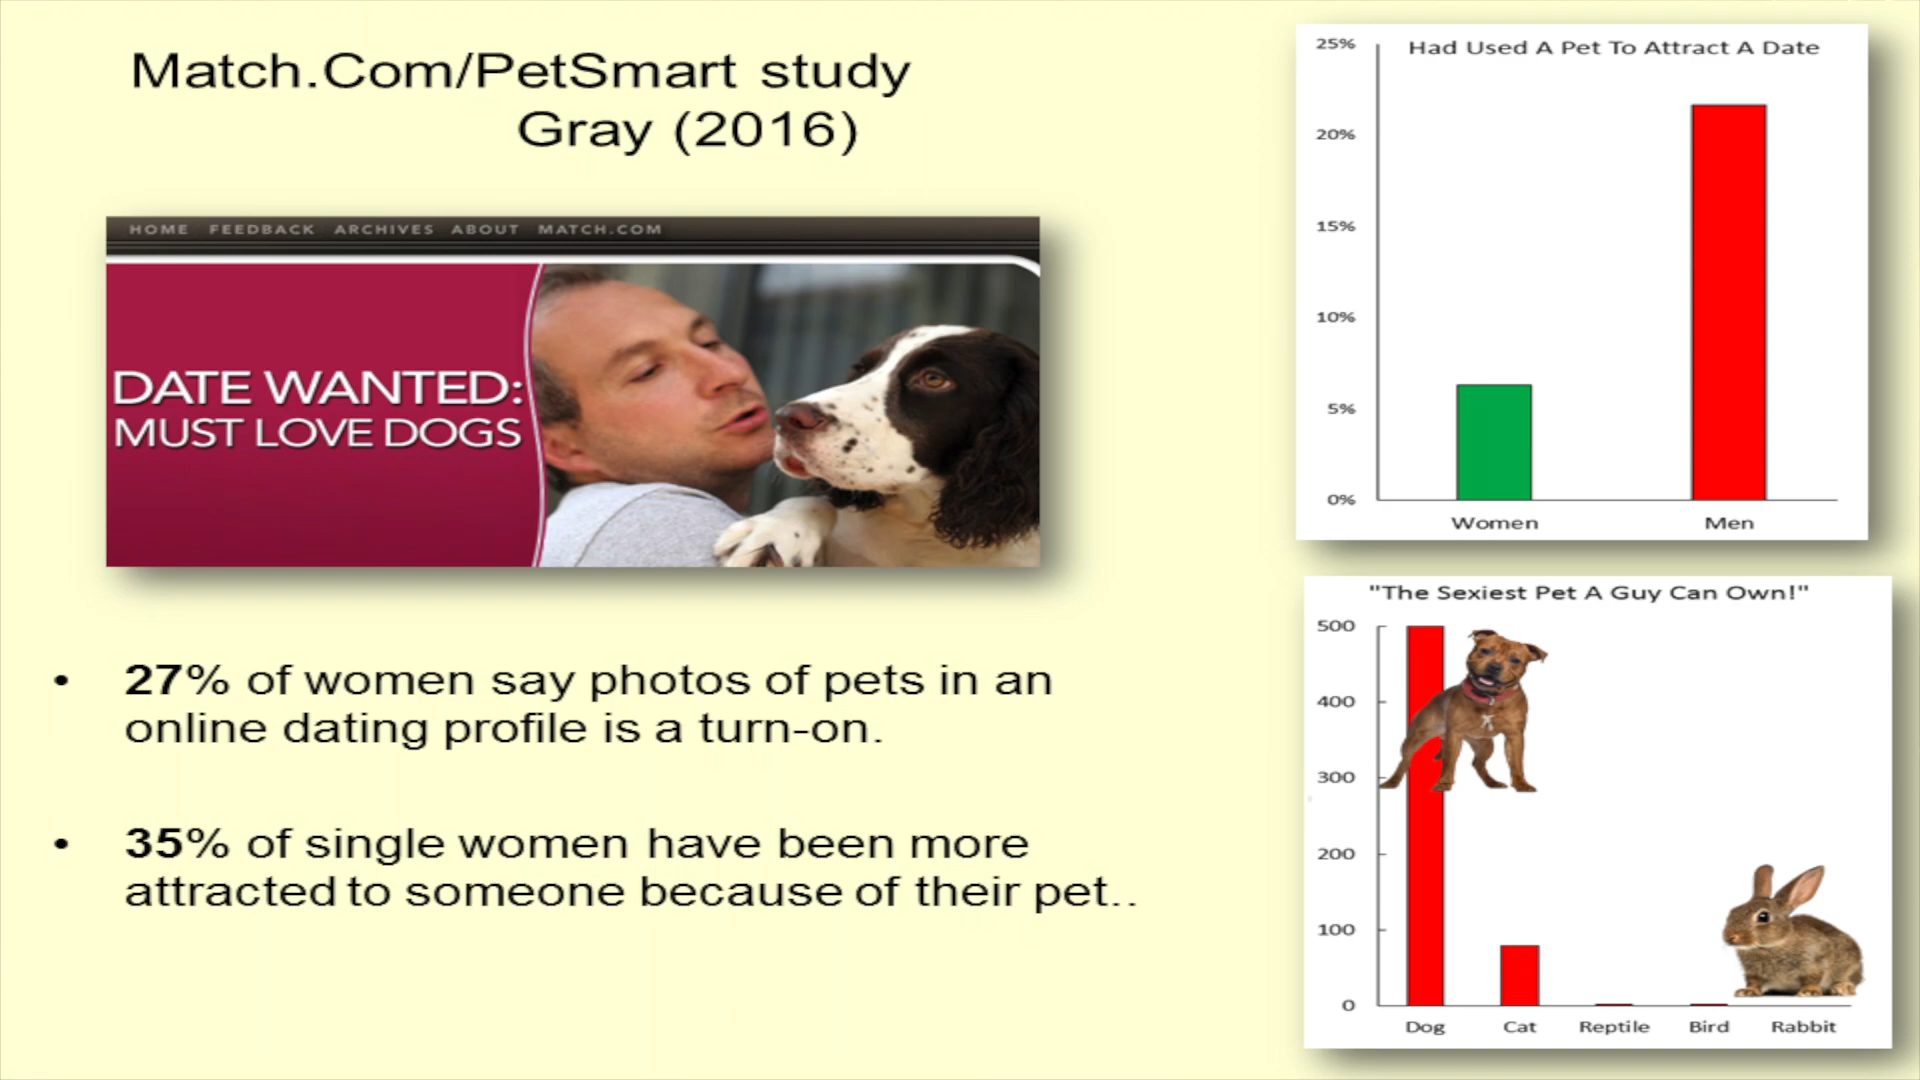 Match.Com/PetSmart study
Gray (2016)
HOME FEEDBACK ARCHIVES ABOUT MATCH.COM
DATE WANTED:
MUST LOVE DOGS
• 27% of women say photos of pets in an
online dating profile is a turn-on.
• 35% of single women have been more
attracted to someone because of their pet..
Had Used A Pet To Attract A Date
25%
20%
15%
10%
5%
0%
Women Men
"The Sexiest Pet A Guy Can Own!"
500
400
300
200
100
0
Dog Cat Reptile Bird Rabbit